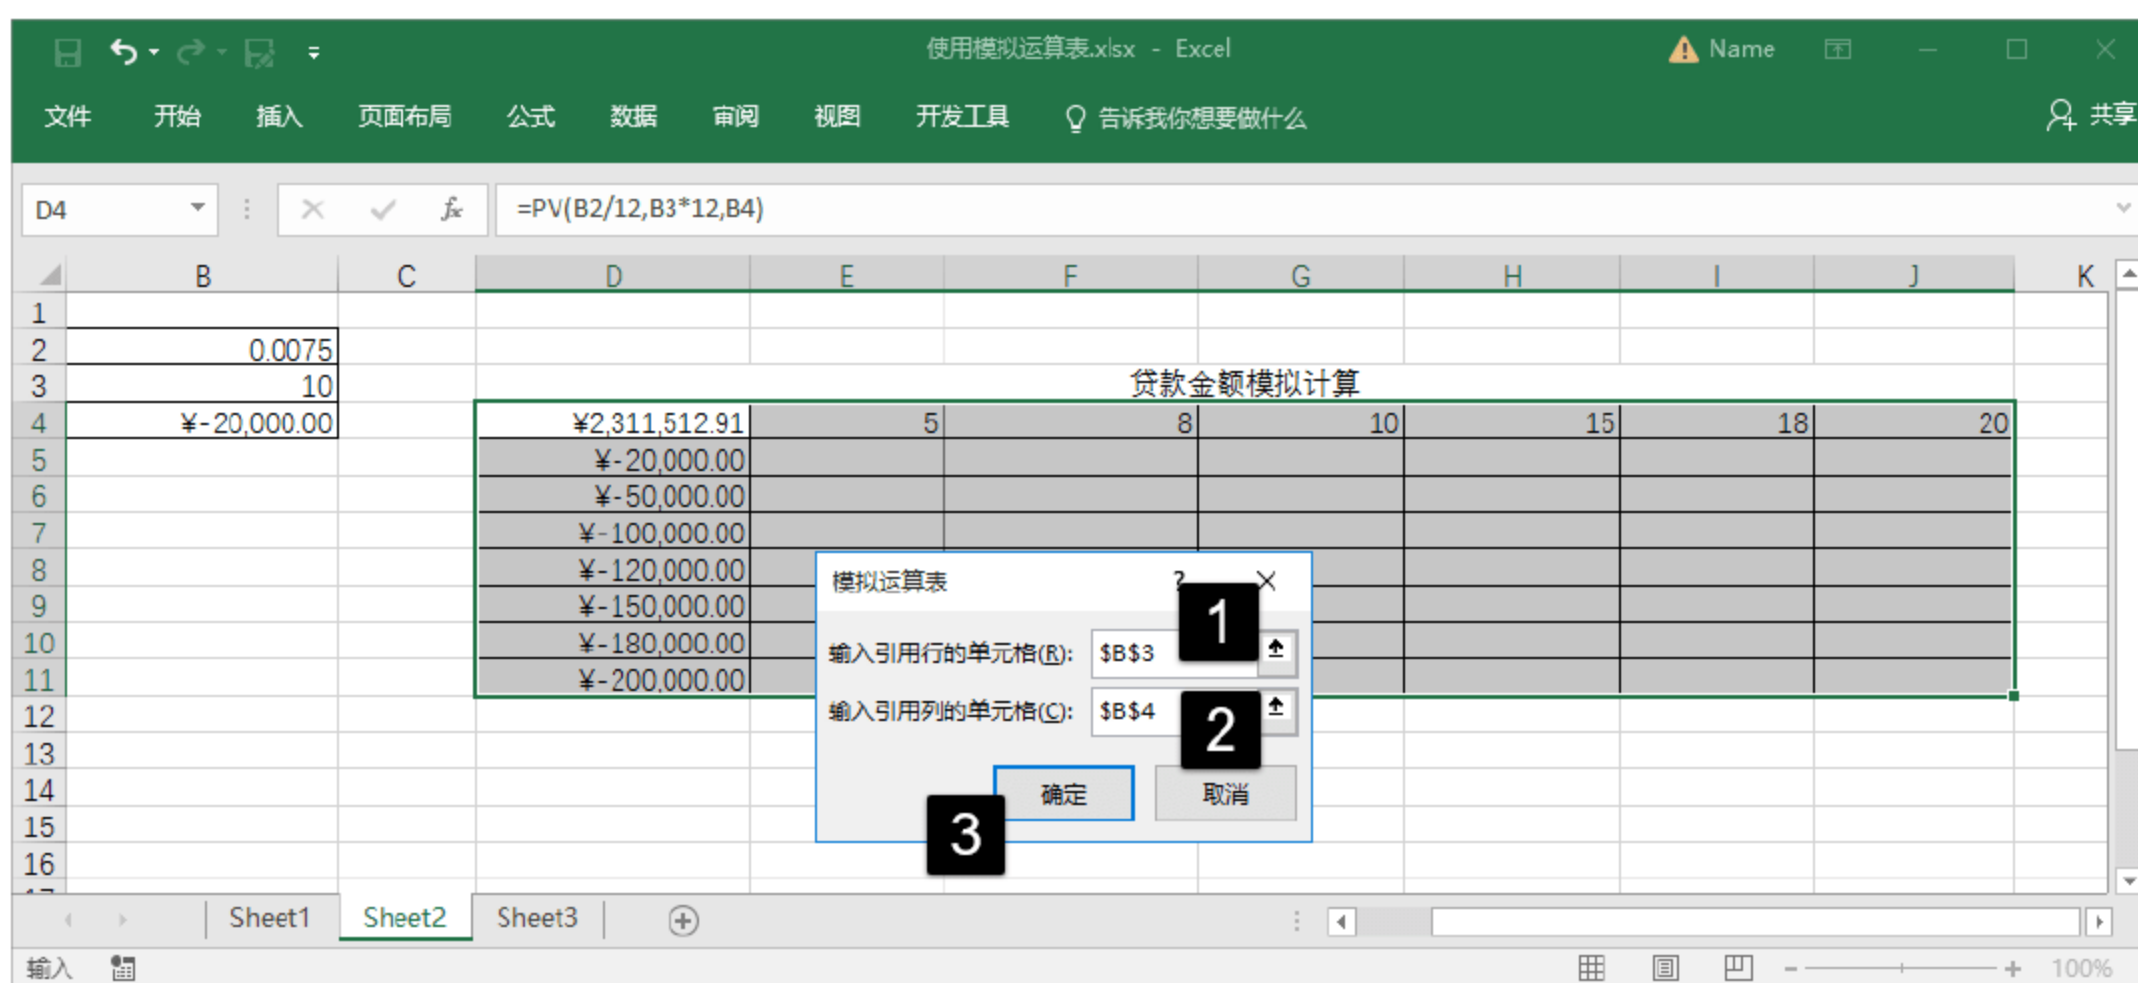 使用模拟运算表.xlsx - Excel Name
文件 开始 插入 页面布局 公式 数据 审阅 视图 开发工具 告诉我你想要做什么 共享
D4 fx =PV(B2/12,B3*12,B4)
B C D E F G H I J K
1
2 0.0075
3 10 贷款金额模拟计算
4 ¥-20,000.00 ¥2,311,512.91 5 8 10 15 18 20
5 ¥-20,000.00
6 ¥-50,000.00
7 ¥-100,000.00
8 ¥-120,000.00
9 ¥-150,000.00
10 ¥-180,000.00
11 ¥-200,000.00
12
13
14
15
16
模拟运算表 ?
1
输入引用行的单元格(R): $B$3
输入引用列的单元格(C): $B$4
2
确定 取消
3
Sheet1 Sheet2 Sheet3
输入 100%